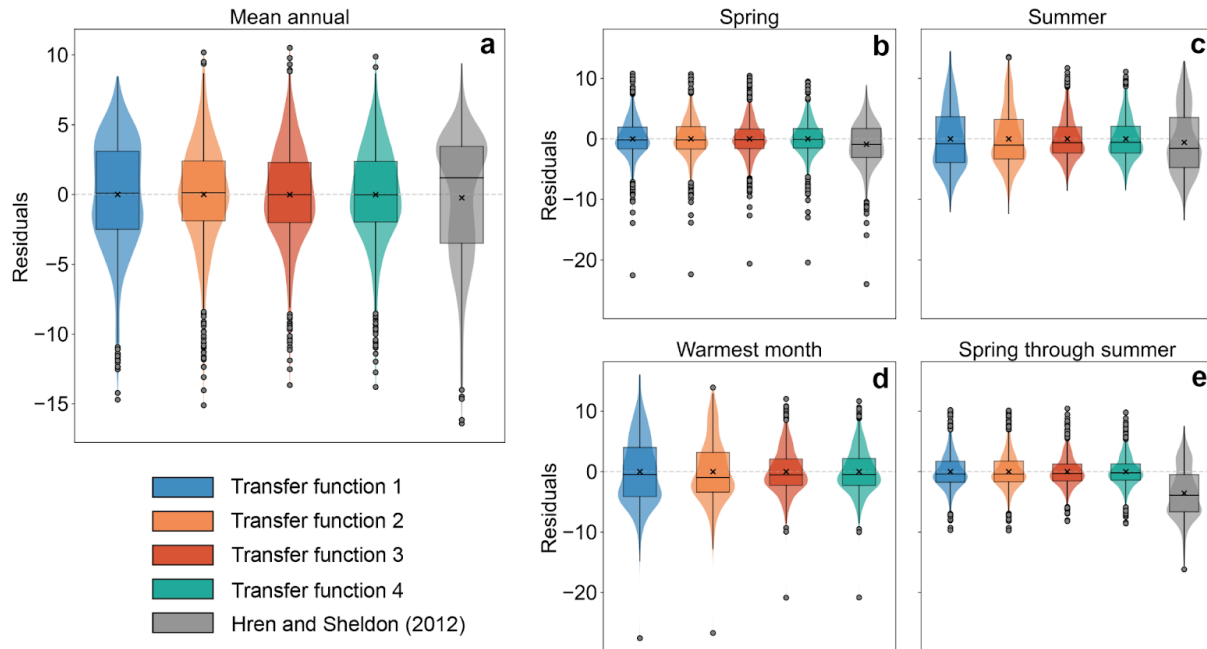 Mean annual
a
10
5
0
−5
−10
−15
Residuals
Spring
b
10
0
−10
−20
Residuals
Summer
c
Warmest month
d
10
0
−10
−20
Residuals
Spring through summer
e
Transfer function 1
Transfer function 2
Transfer function 3
Transfer function 4
Hren and Sheldon (2012)